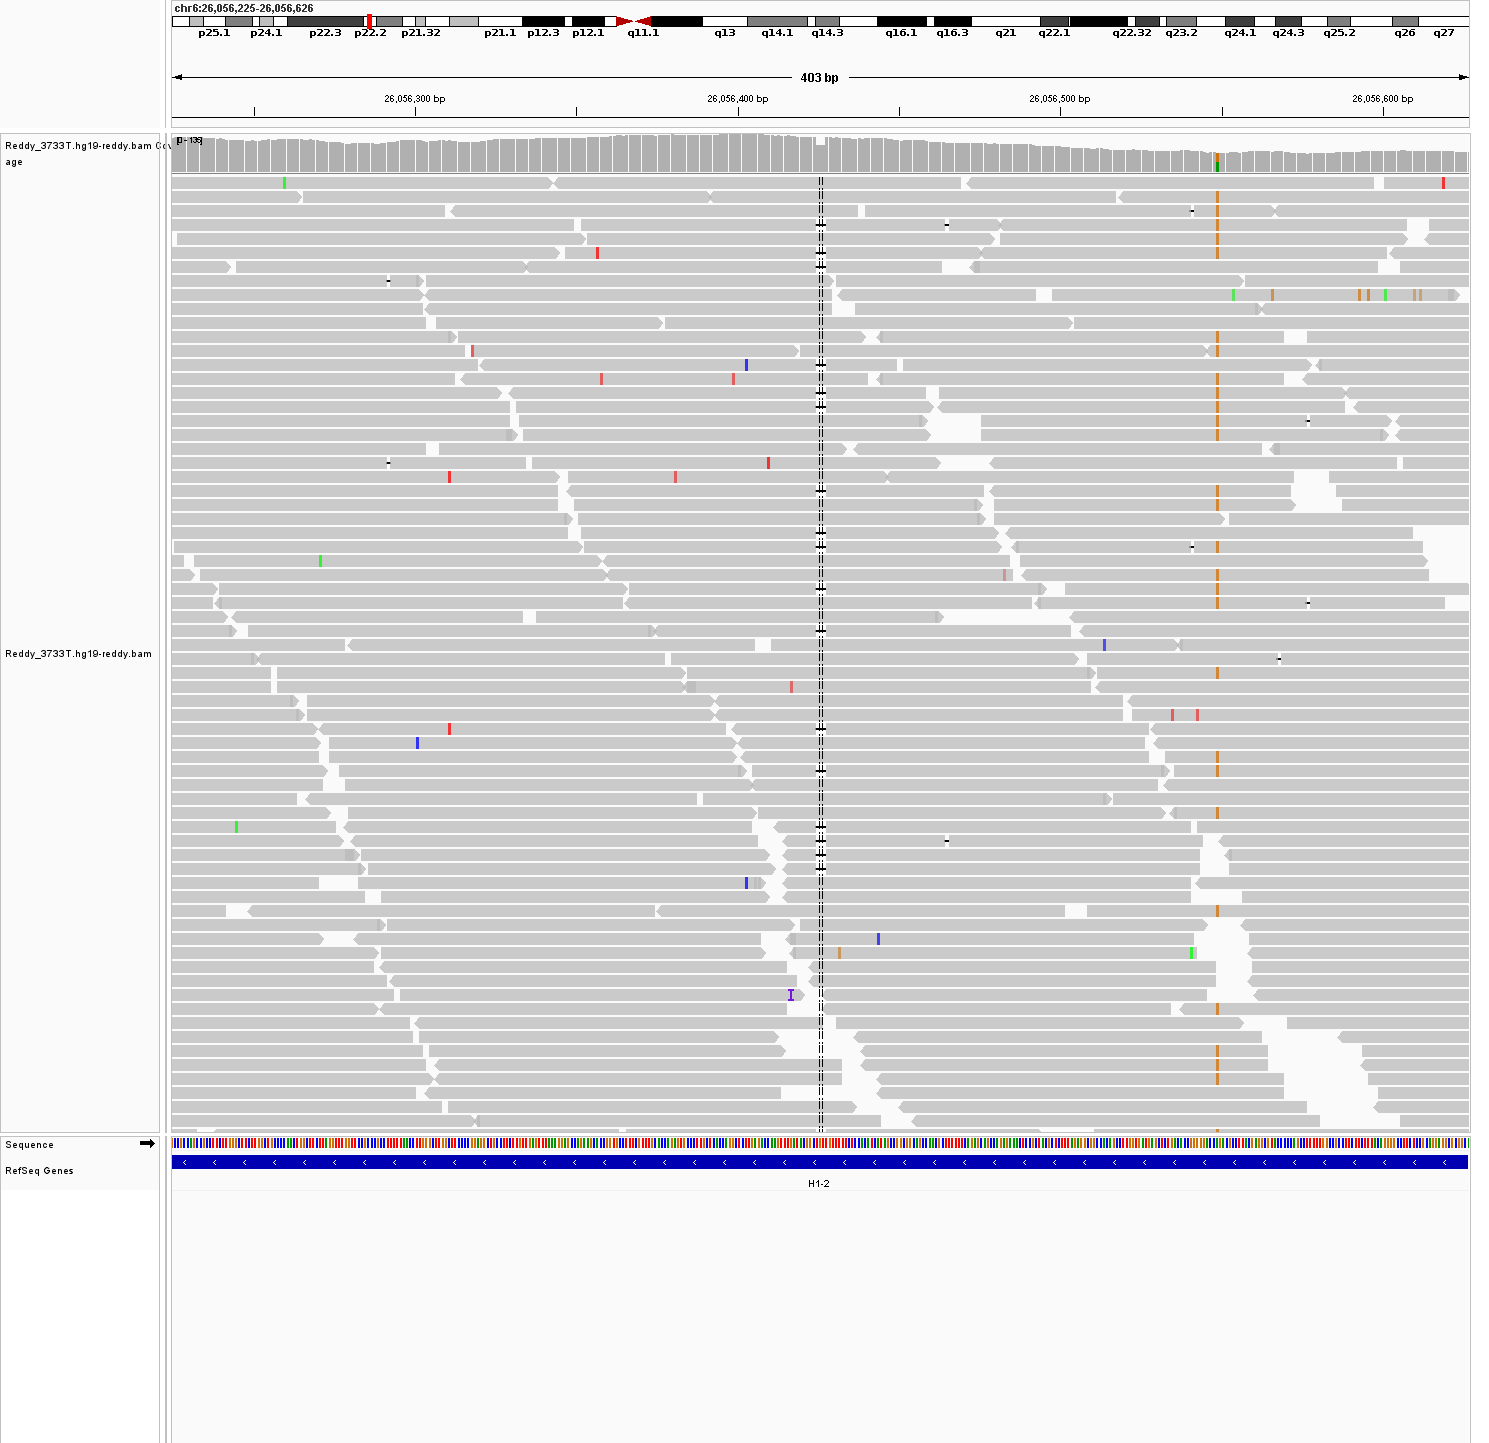 chr6:26,056,225-26,056,626
p25.1 p24.1 p22.3 p22.2 p21.32 p21.1 p12.3 p12.1 q11.1 q13 q14.1 q14.3 q16.1 q16.3 q21 q22.1 q22.32 q23.2 q24.1 q24.3 q25.2 q26 q27
403 bp
26,056,300 bp 26,056,400 bp 26,056,500 bp 26,056,600 bp
Reddy_3733T.hg19-reddy.bam Cov
age
[0 - 135]
Reddy_3733T.hg19-reddy.bam
Sequence
RefSeq Genes
H1-2